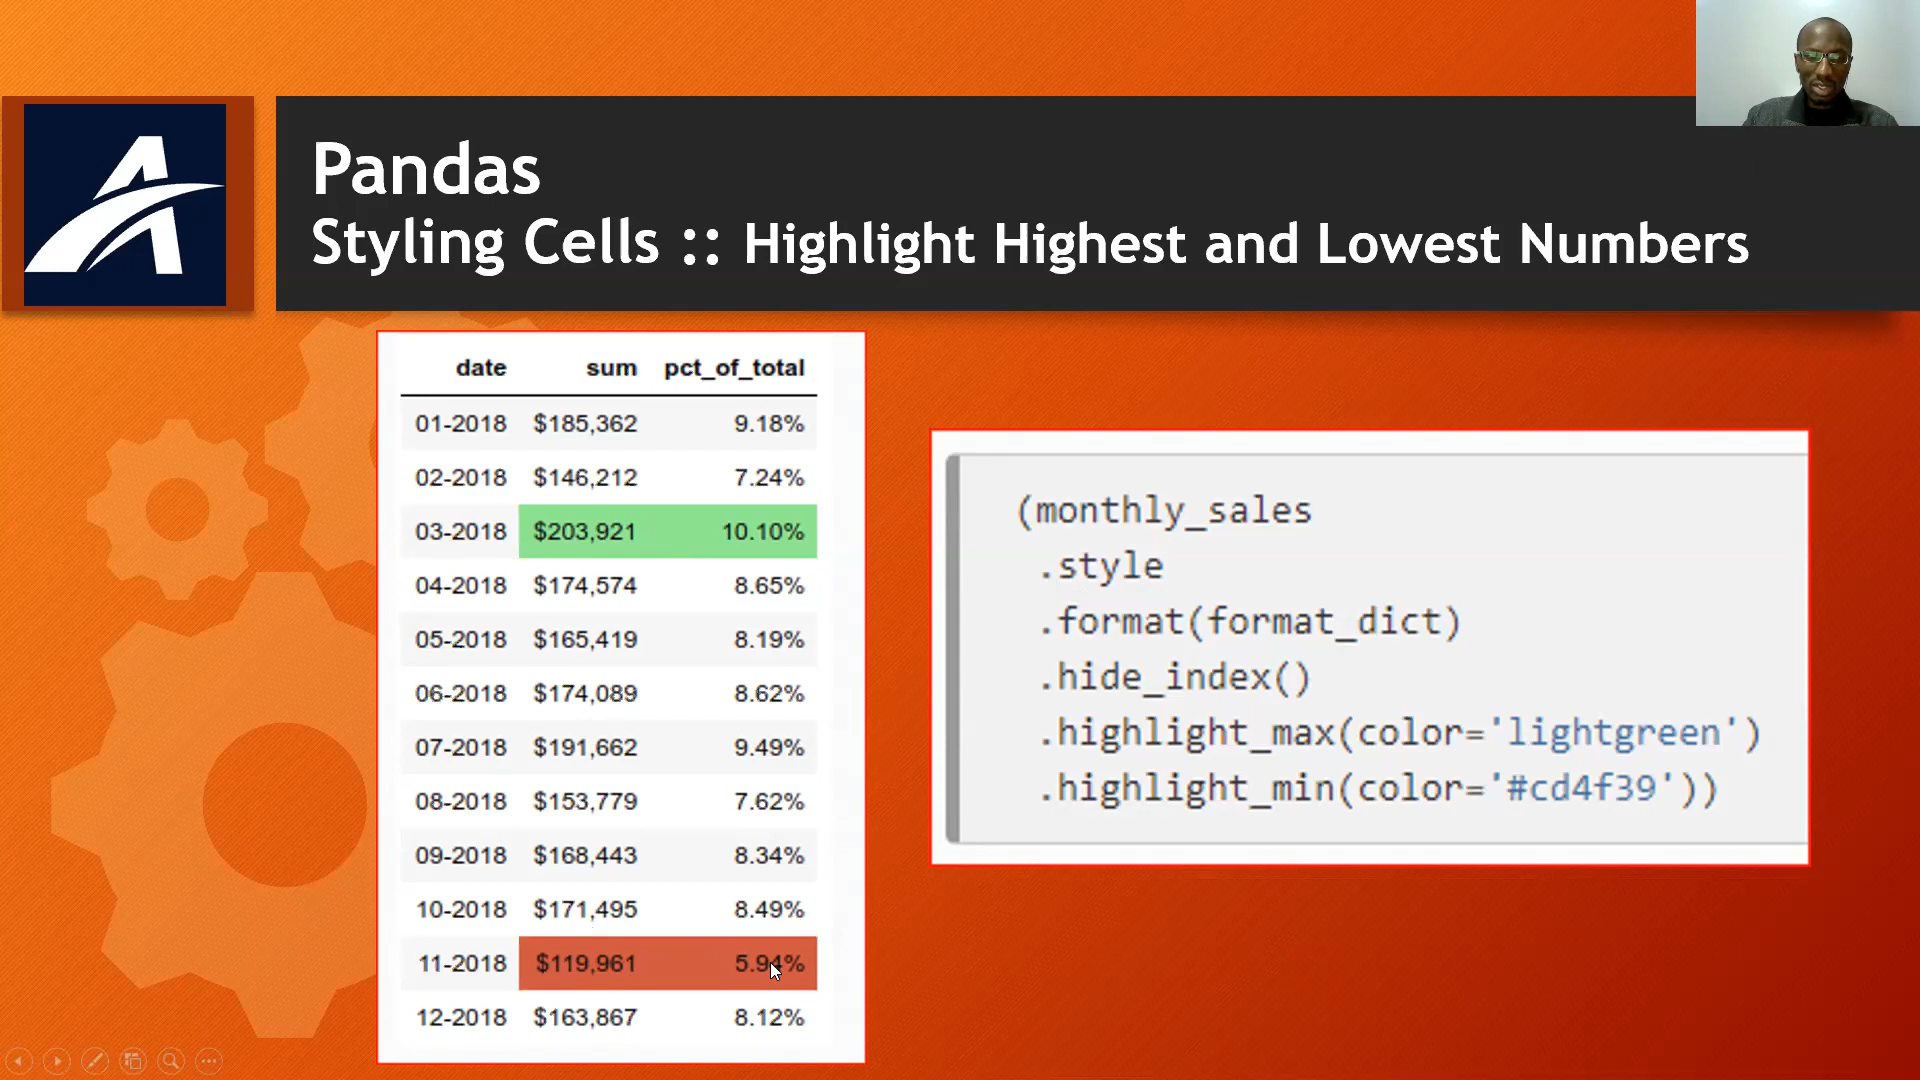 Pandas
Styling Cells :: Highlight Highest and Lowest Numbers
date sum pct_of_total
01-2018 $185,362 9.18%
02-2018 $146,212 7.24%
03-2018 $203,921 10.10%
04-2018 $174,574 8.65%
05-2018 $165,419 8.19%
06-2018 $174,089 8.62%
07-2018 $191,662 9.49%
08-2018 $153,779 7.62%
09-2018 $168,443 8.34%
10-2018 $171,495 8.49%
11-2018 $119,961 5.94%
12-2018 $163,867 8.12%
(monthly_sales
.style
.format(format_dict)
.hide_index()
.highlight_max(color='lightgreen')
.highlight_min(color='#cd4f39'))